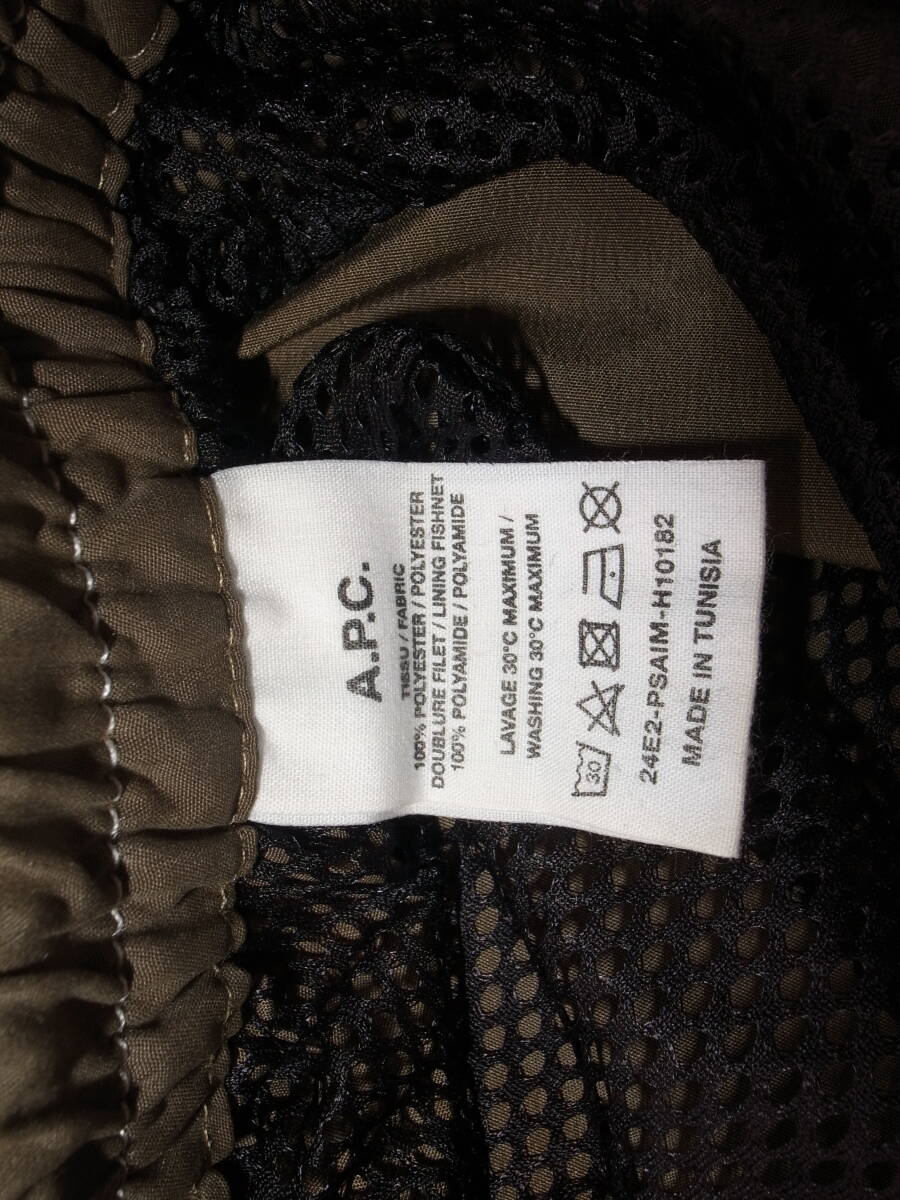 A.P.C.
TISSU / FABRIC
100% POLYESTER / POLYESTER
DOUBLURE FILET / LINING FISHNET
100% POLYAMIDE / POLYAMIDE
LAVAGE 30°C MAXIMUM /
WASHING 30°C MAXIMUM
30
24E2-PSAIM-H10182
MADE IN TUNISIA